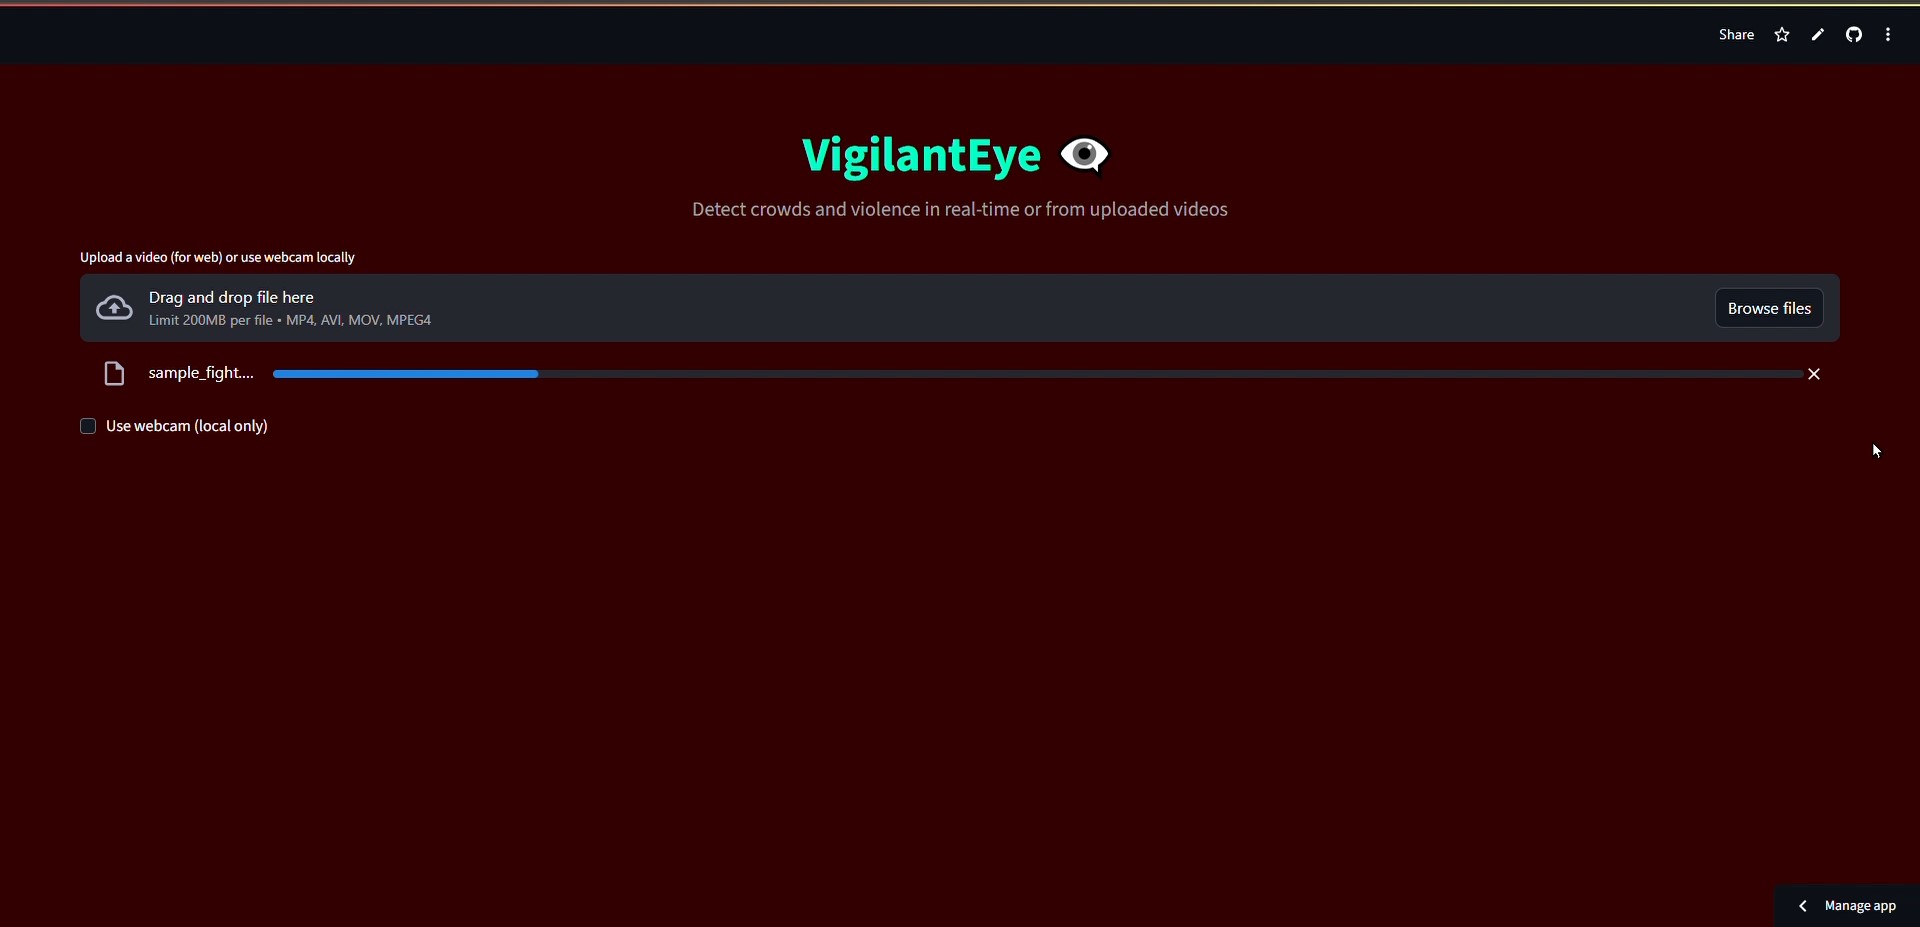 Share
VigilantEye
Detect crowds and violence in real-time or from uploaded videos
Upload a video (for web) or use webcam locally
Drag and drop file here
Limit 200MB per file • MP4, AVI, MOV, MPEG4
Browse files
sample_fight....
Use webcam (local only)
Manage app